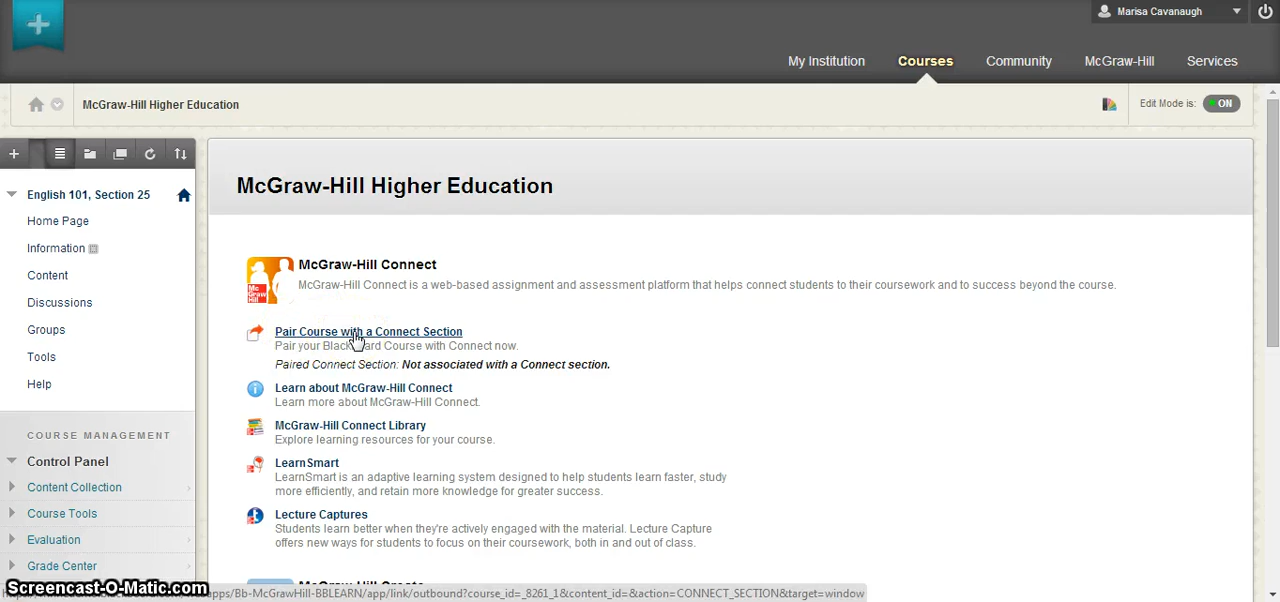 Marisa Cavanaugh
My Institution Courses Community McGraw-Hill Services
McGraw-Hill Higher Education
Edit Mode is: ON
English 101, Section 25
Home Page
Information
Content
Discussions
Groups
Tools
Help
COURSE MANAGEMENT
Control Panel
Content Collection
Course Tools
Evaluation
Grade Center
McGraw-Hill Higher Education
McGraw-Hill Connect
McGraw-Hill Connect is a web-based assignment and assessment platform that helps connect students to their coursework and to success beyond the course.
Pair Course with a Connect Section
Pair your Blackboard Course with Connect now.
Paired Connect Section: Not associated with a Connect section.
Learn about McGraw-Hill Connect
Learn more about McGraw-Hill Connect.
McGraw-Hill Connect Library
Explore learning resources for your course.
LearnSmart
LearnSmart is an adaptive learning system designed to help students learn faster, study
more efficiently, and retain more knowledge for greater success.
Lecture Captures
Students learn better when they're actively engaged with the material. Lecture Capture
offers new ways for students to focus on their coursework, both in and out of class.
McGraw-Hill Create
Screencast-O-Matic.com
/app/link/outbound?course_id=_8261_1&content_id=&action=CONNECT_SECTION&target=window